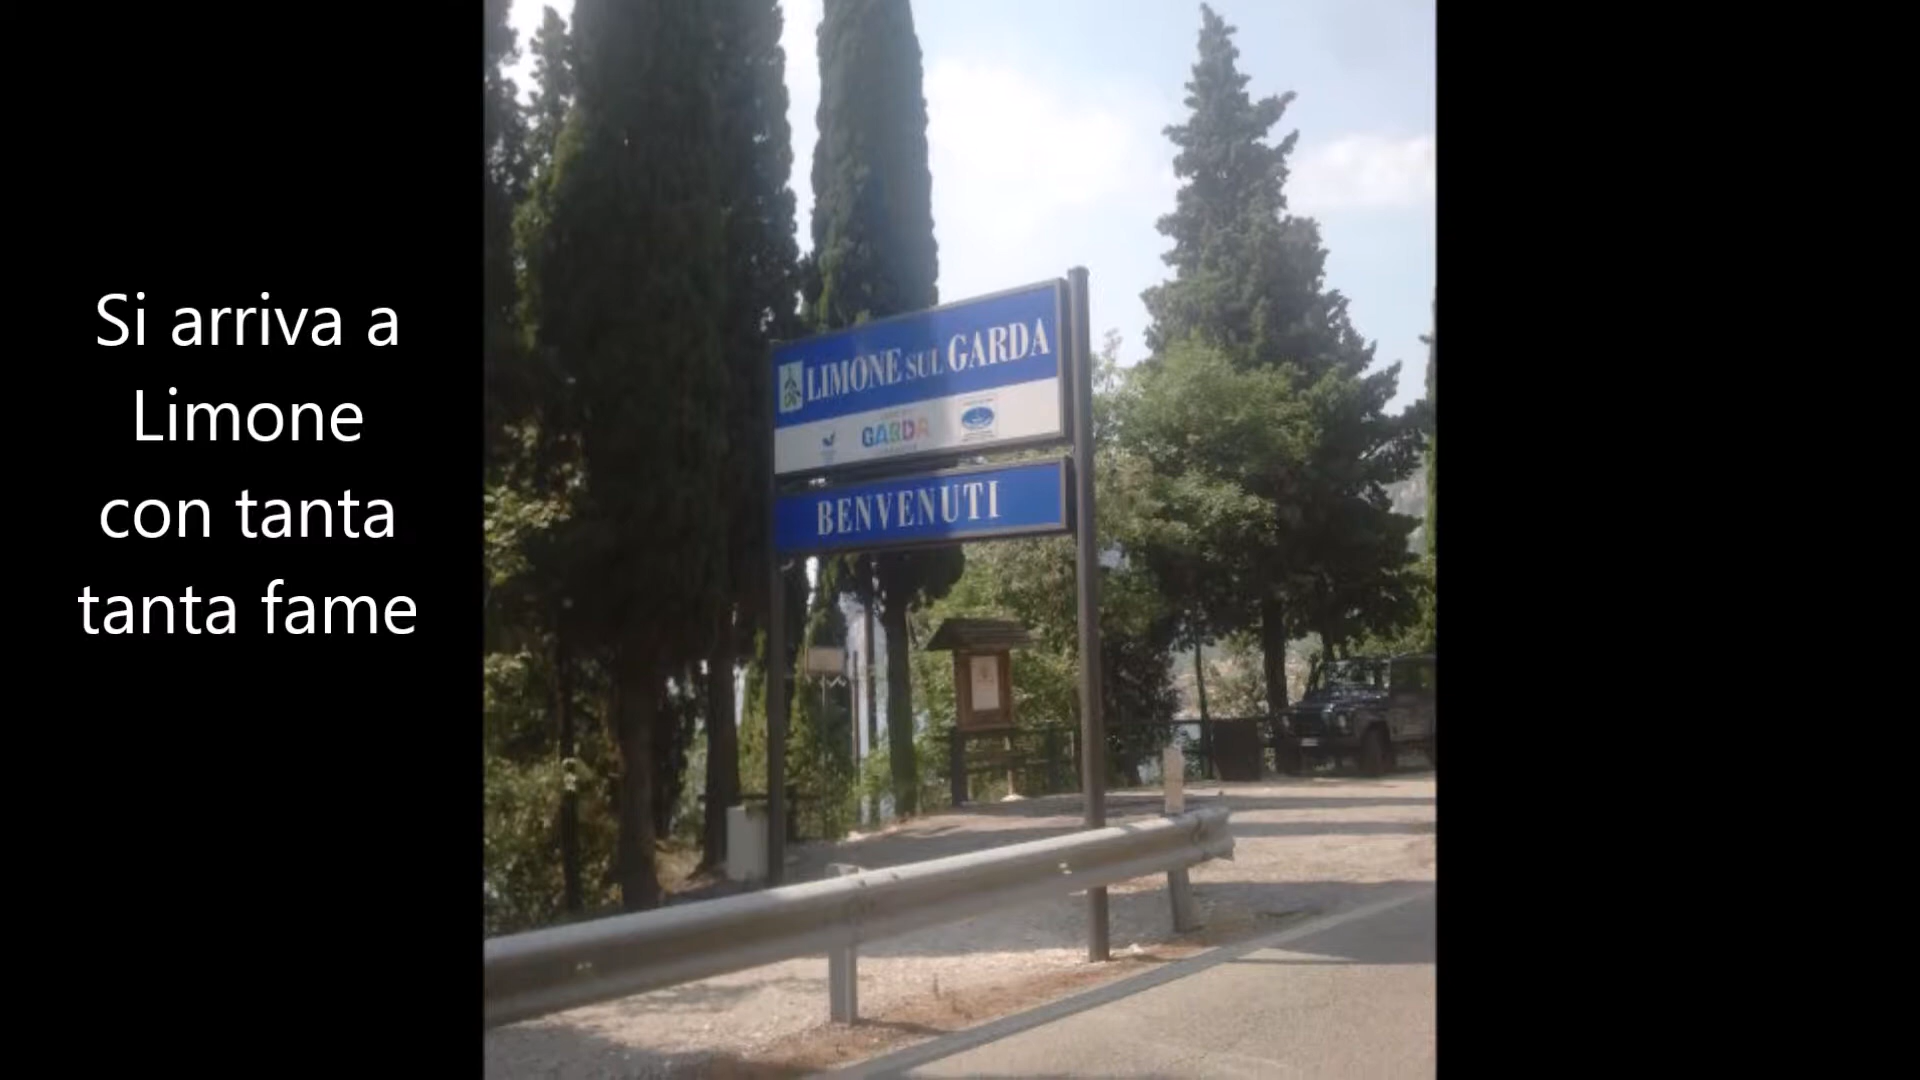 Si arriva a
Limone
con tanta
tanta fame
LIMONE SUL GARDA
GARDA
BENVENUTI